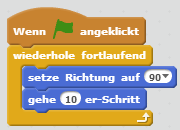 Wenn angeklickt
wiederhole fortlaufend
setze Richtung auf 90
gehe 10 er-Schritt